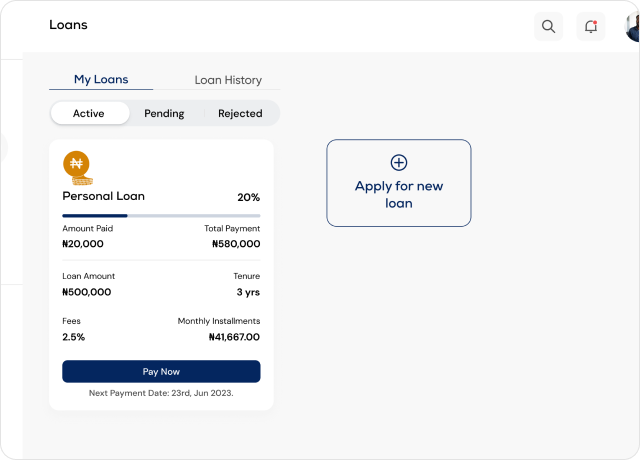 Loans
My Loans
Loan History
Active
Pending
Rejected
₦
Personal Loan
20%
Amount Paid
Total Payment
₦20,000
₦580,000
Loan Amount
Tenure
₦500,000
3 yrs
Fees
Monthly Installments
2.5%
₦41,667.00
Pay Now
Next Payment Date: 23rd, Jun 2023.
Apply for new
loan